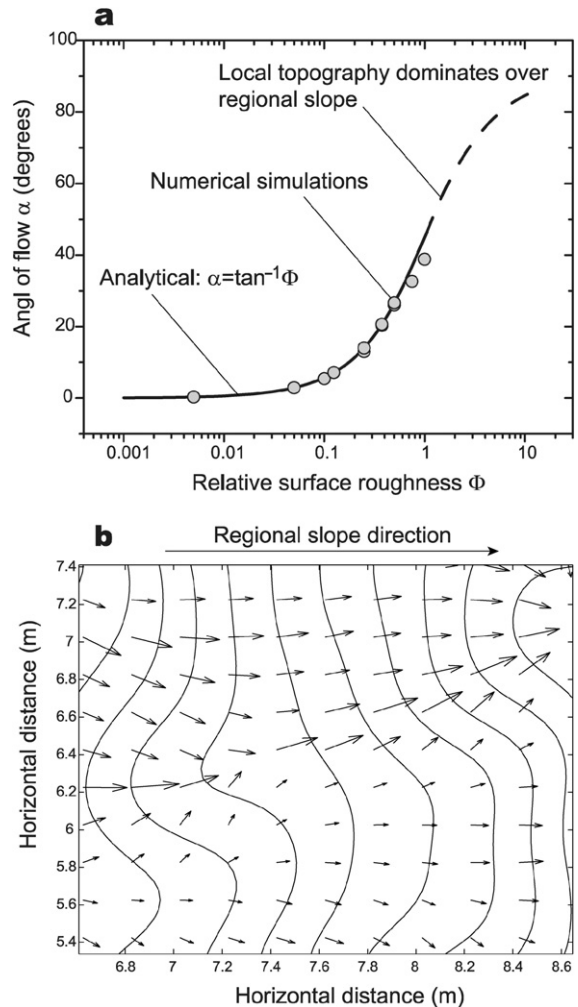 a
100
80
60
40
20
0
Angl of flow α (degrees)
Local topography dominates over
regional slope
Numerical simulations
Analytical: α=tan⁻¹Φ
0.001 0.01 0.1 1 10
Relative surface roughness Φ
b Regional slope direction
7.4
7.2
7
6.8
6.6
6.4
6.2
6
5.8
5.6
5.4
Horizontal distance (m)
6.8 7 7.2 7.4 7.6 7.8 8 8.2 8.4 8.6
Horizontal distance (m)